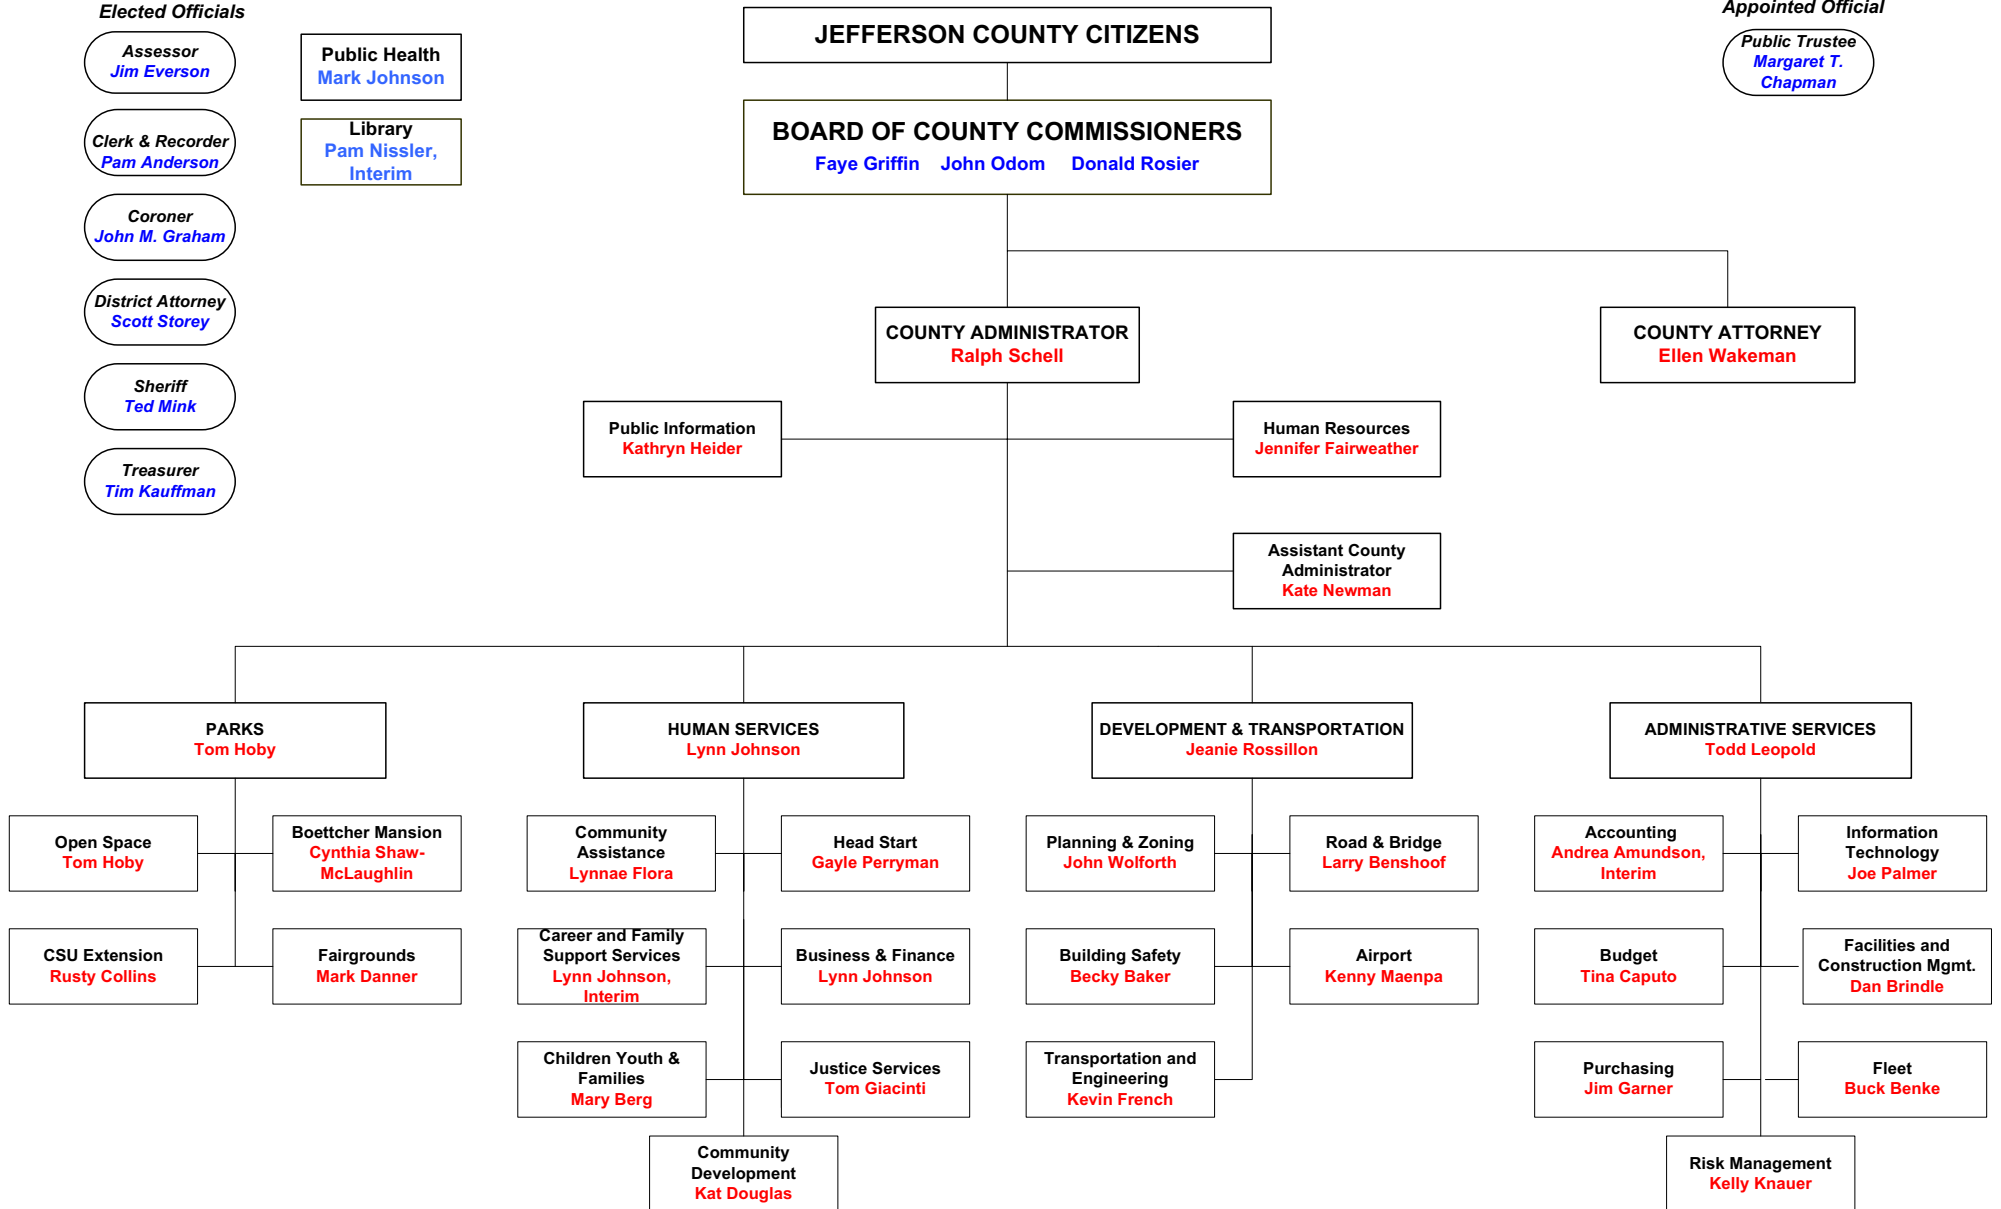 Elected Officials
Assessor
Jim Everson
Clerk & Recorder
Pam Anderson
Coroner
John M. Graham
District Attorney
Scott Storey
Sheriff
Ted Mink
Treasurer
Tim Kauffman
Public Health
Mark Johnson
Library
Pam Nissler,
Interim
JEFFERSON COUNTY CITIZENS
BOARD OF COUNTY COMMISSIONERS
Faye Griffin John Odom Donald Rosier
Appointed Official
Public Trustee
Margaret T.
Chapman
COUNTY ADMINISTRATOR
Ralph Schell
COUNTY ATTORNEY
Ellen Wakeman
Public Information
Kathryn Heider
Human Resources
Jennifer Fairweather
Assistant County
Administrator
Kate Newman
PARKS
Tom Hoby
Open Space
Tom Hoby
Boettcher Mansion
Cynthia Shaw-
McLaughlin
CSU Extension
Rusty Collins
Fairgrounds
Mark Danner
HUMAN SERVICES
Lynn Johnson
Community
Assistance
Lynnae Flora
Head Start
Gayle Perryman
Career and Family
Support Services
Lynn Johnson,
Interim
Business & Finance
Lynn Johnson
Children Youth &
Families
Mary Berg
Justice Services
Tom Giacinti
Community
Development
Kat Douglas
DEVELOPMENT & TRANSPORTATION
Jeanie Rossillon
Planning & Zoning
John Wolforth
Road & Bridge
Larry Benshoof
Building Safety
Becky Baker
Airport
Kenny Maenpa
Transportation and
Engineering
Kevin French
ADMINISTRATIVE SERVICES
Todd Leopold
Accounting
Andrea Amundson,
Interim
Information
Technology
Joe Palmer
Budget
Tina Caputo
Facilities and
Construction Mgmt.
Dan Brindle
Purchasing
Jim Garner
Fleet
Buck Benke
Risk Management
Kelly Knauer